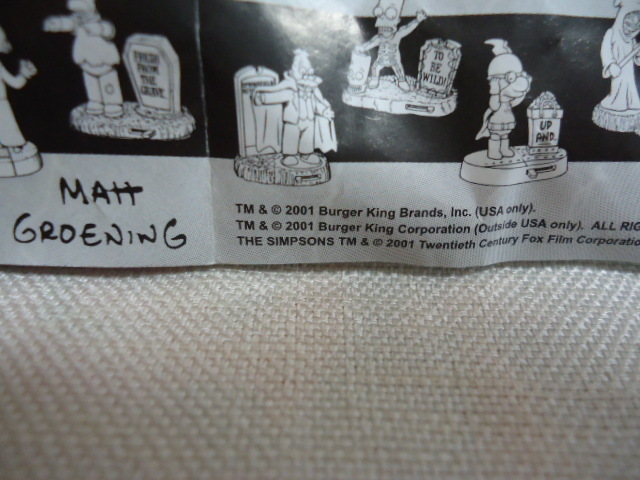 FRESH
FROM
THE
GRAVE
TO
BE
WILD!
UP
AND
MATT
GROENING
TM & © 2001 Burger King Brands, Inc. (USA only).
TM & © 2001 Burger King Corporation (Outside USA only). ALL RIG
THE SIMPSONS TM & © 2001 Twentieth Century Fox Film Corporatio